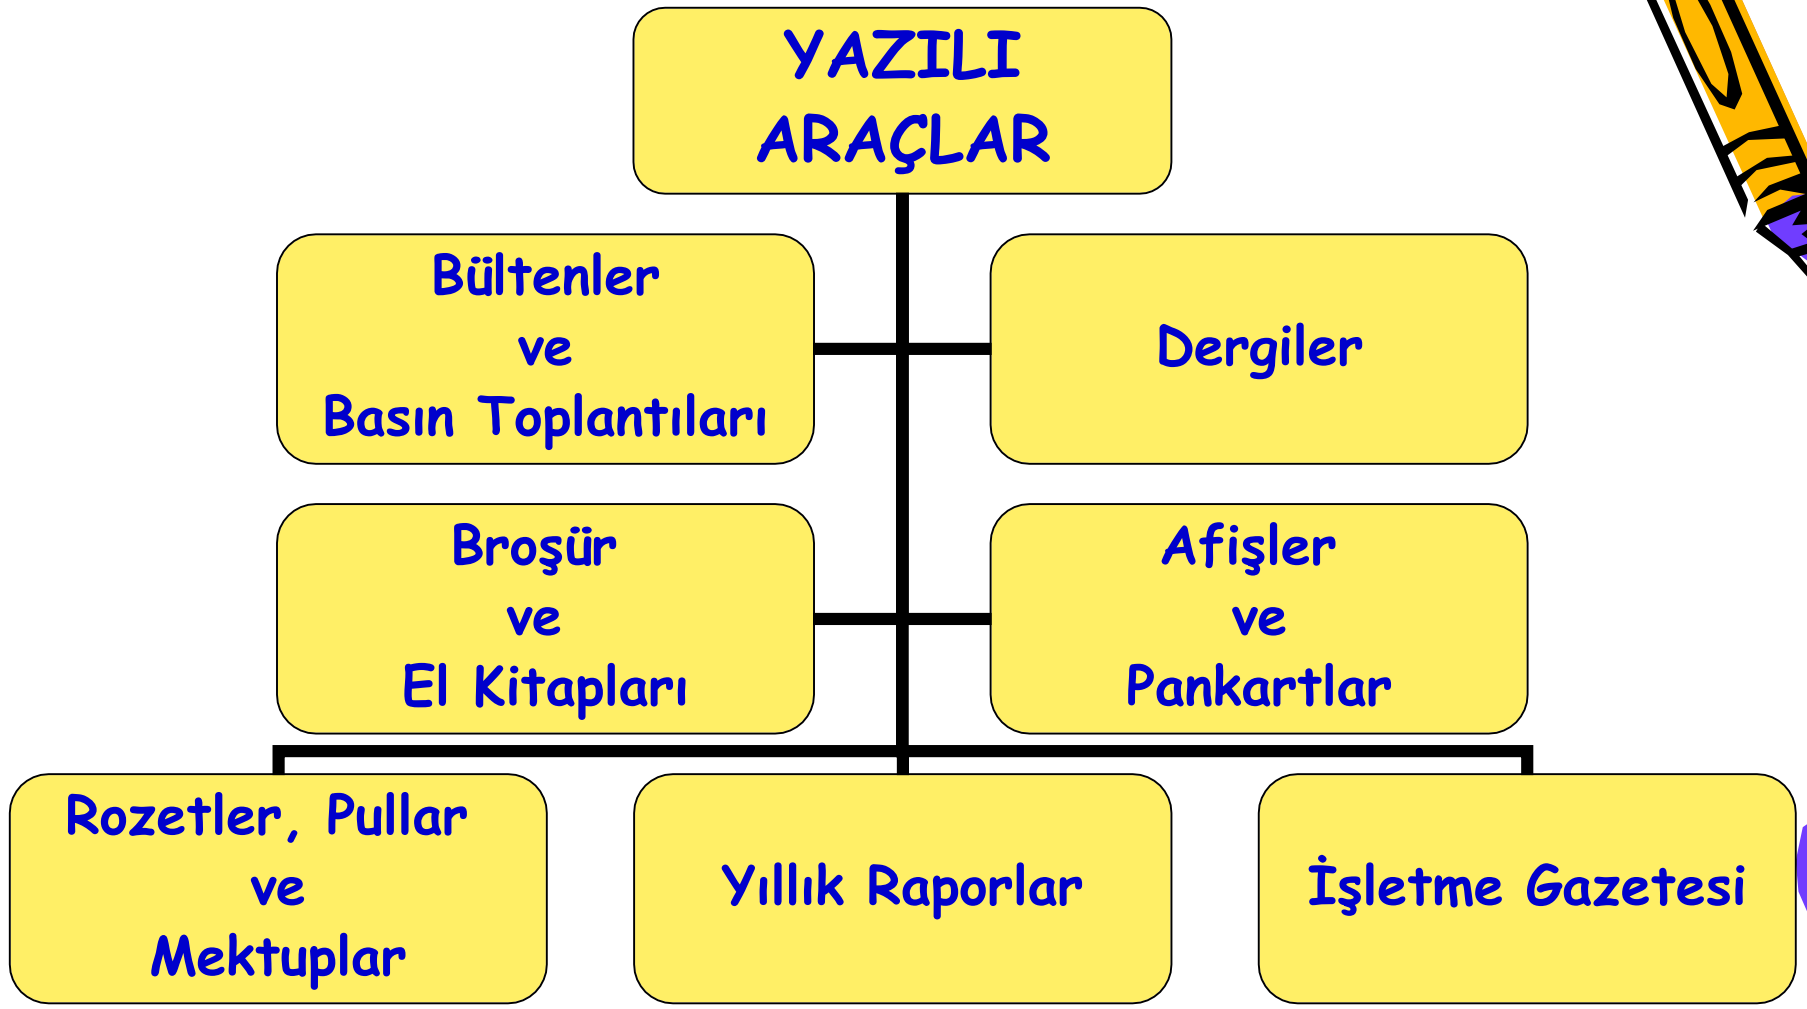 YAZILI
ARAÇLAR
Bültenler
ve
Basın Toplantıları
Dergiler
Broşür
ve
El Kitapları
Afişler
ve
Pankartlar
Rozetler, Pullar
ve
Mektuplar
Yıllık Raporlar
İşletme Gazetesi